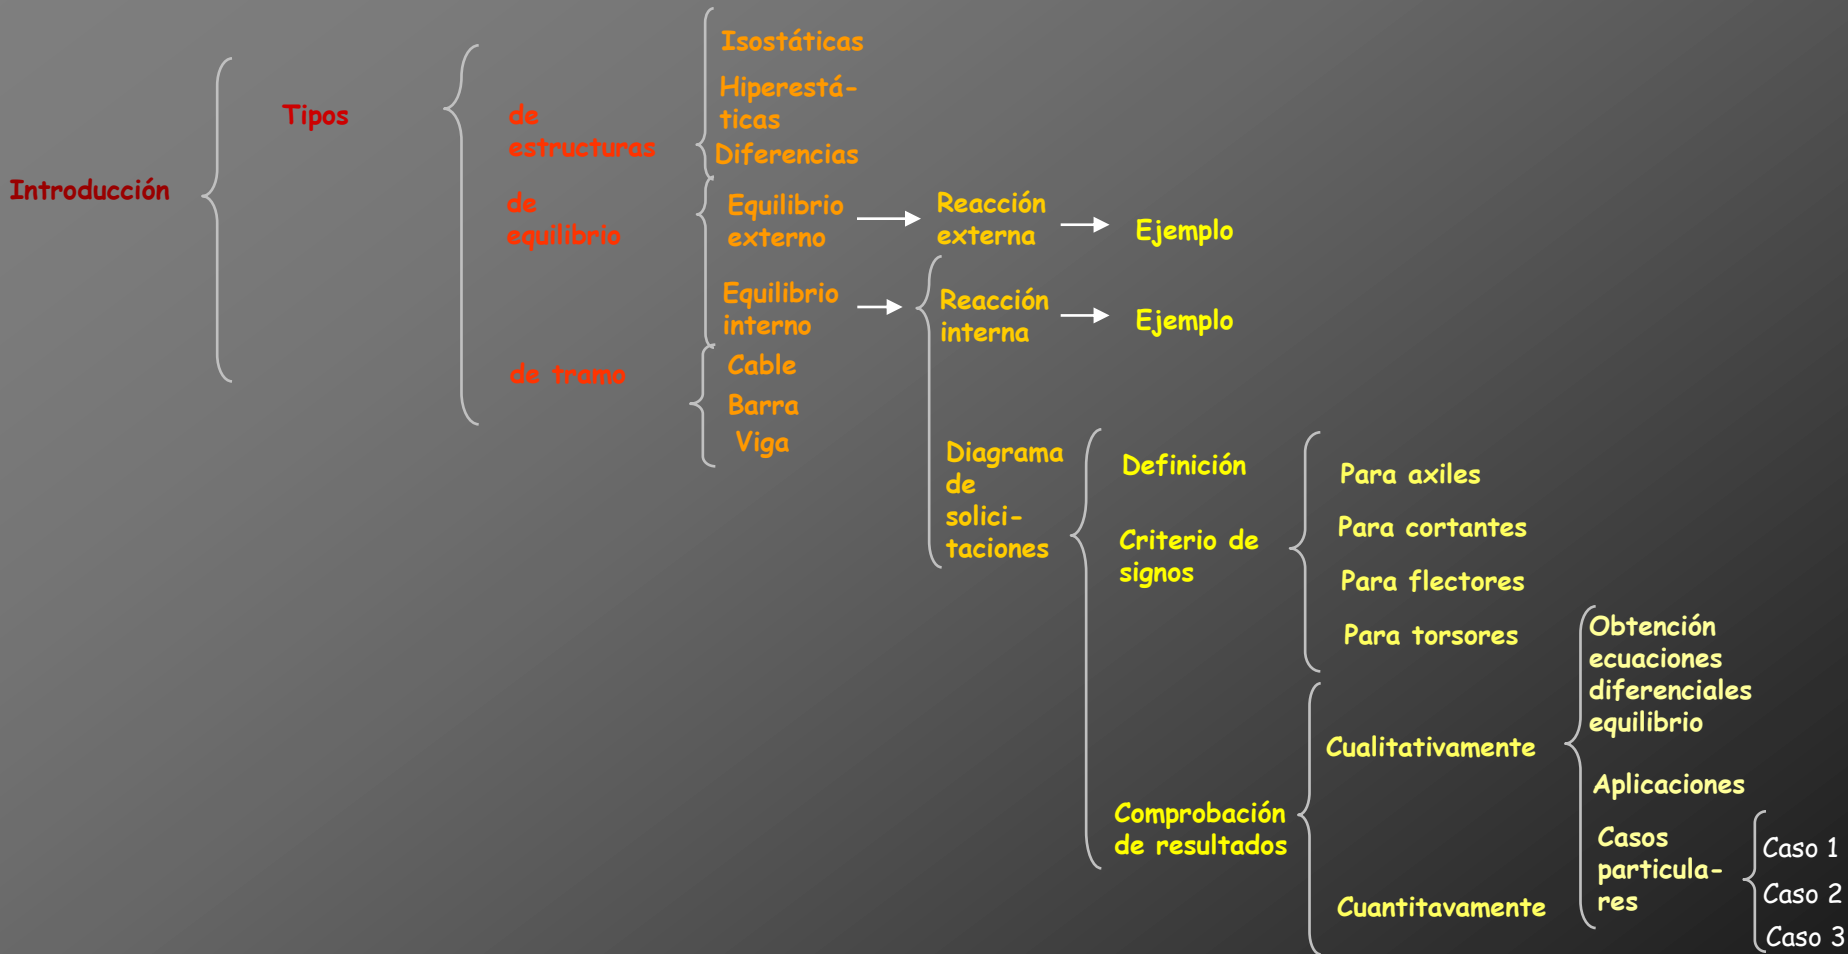 Introducción
Tipos
de
estructuras
Isostáticas
Hiperestá-
ticas
Diferencias
de
equilibrio
Equilibrio
externo
Reacción
externa
Ejemplo
Equilibrio
interno
Reacción
interna
Ejemplo
Diagrama
de
solici-
taciones
Definición
Criterio de
signos
Para axiles
Para cortantes
Para flectores
Para torsores
Comprobación
de resultados
Cualitativamente
Obtención
ecuaciones
diferenciales
equilibrio
Aplicaciones
Casos
particula-
res
Caso 1
Caso 2
Caso 3
Cuantitavamente
de tramo
Cable
Barra
Viga